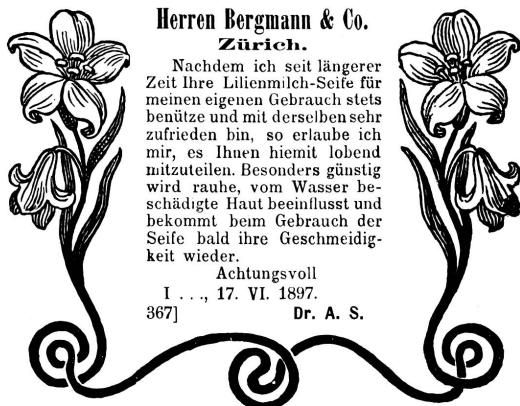 Herren Bergmann & Co.
Zürich.
Nachdem ich seit längerer
Zeit Ihre Lilienmilch-Seife für
meinen eigenen Gebrauch stets
benütze und mit derselben sehr
zufrieden bin, so erlaube ich
mir, es Ihnen hiemit lobend
mitzuteilen. Besonders günstig
wird rauhe, vom Wasser be-
schädigte Haut beeinflusst und
bekommt beim Gebrauch der
Seife bald ihre Geschmeidig-
keit wieder.
Achtungsvoll
I . . ., 17. VI. 1897.
367] Dr. A. S.